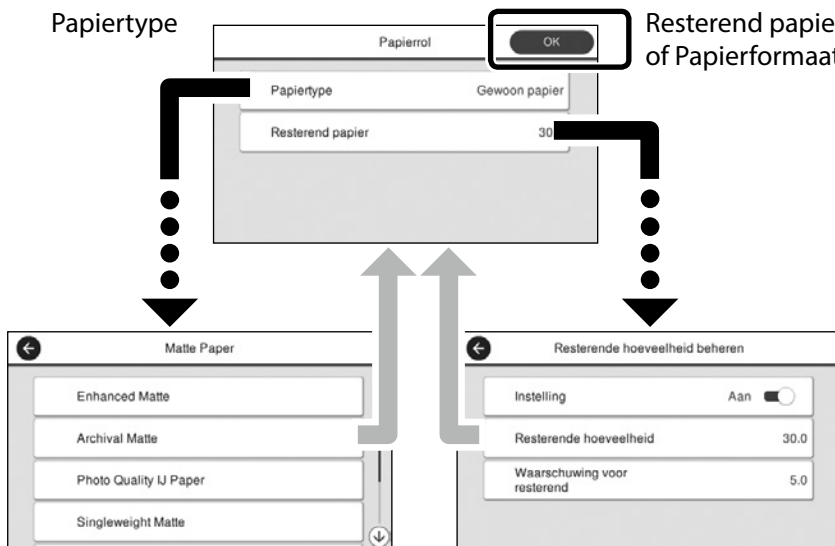 Papiertype
Resterend papie
of Papierformaat
Papierrol
OK
Papiertype Gewoon papier
Resterend papier 30
Matte Paper
Enhanced Matte
Archival Matte
Photo Quality IJ Paper
Singleweight Matte
Resterende hoeveelheid beheren
Instelling Aan
Resterende hoeveelheid 30.0
Waarschuwing voor
resterend 5.0